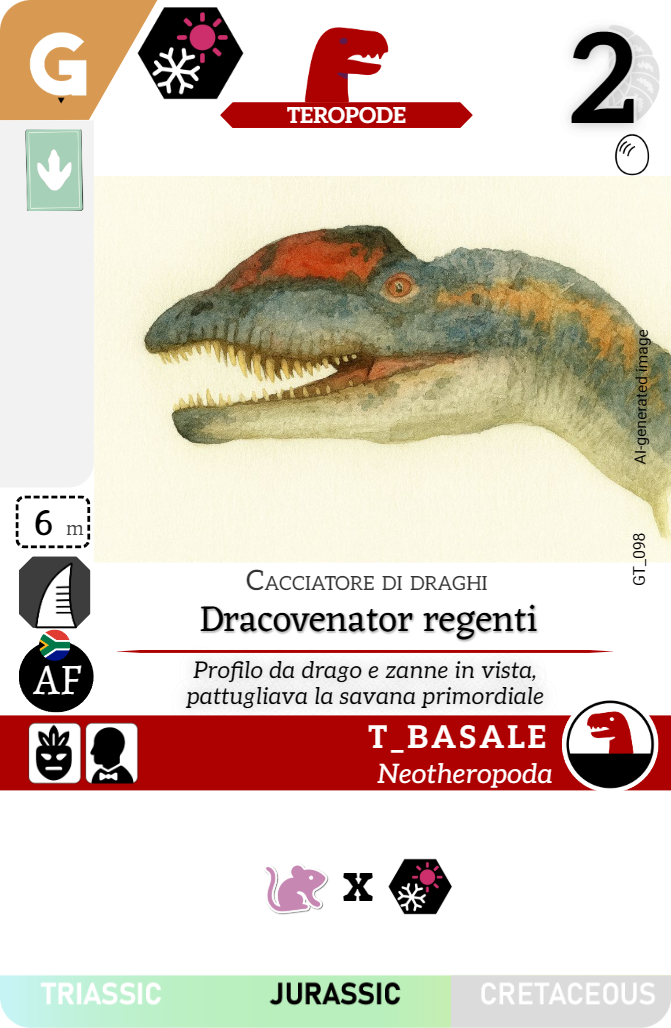 G
TEROPODE
2
6 m
AI-generated image
GT_098
AF
CACCIATORE DI DRAGHI
Dracovenator regenti
Profilo da drago e zanne in vista,
pattugliava la savana primordiale
T_BASALE
Neotheropoda
X
TRIASSIC JURASSIC CRETACEOUS